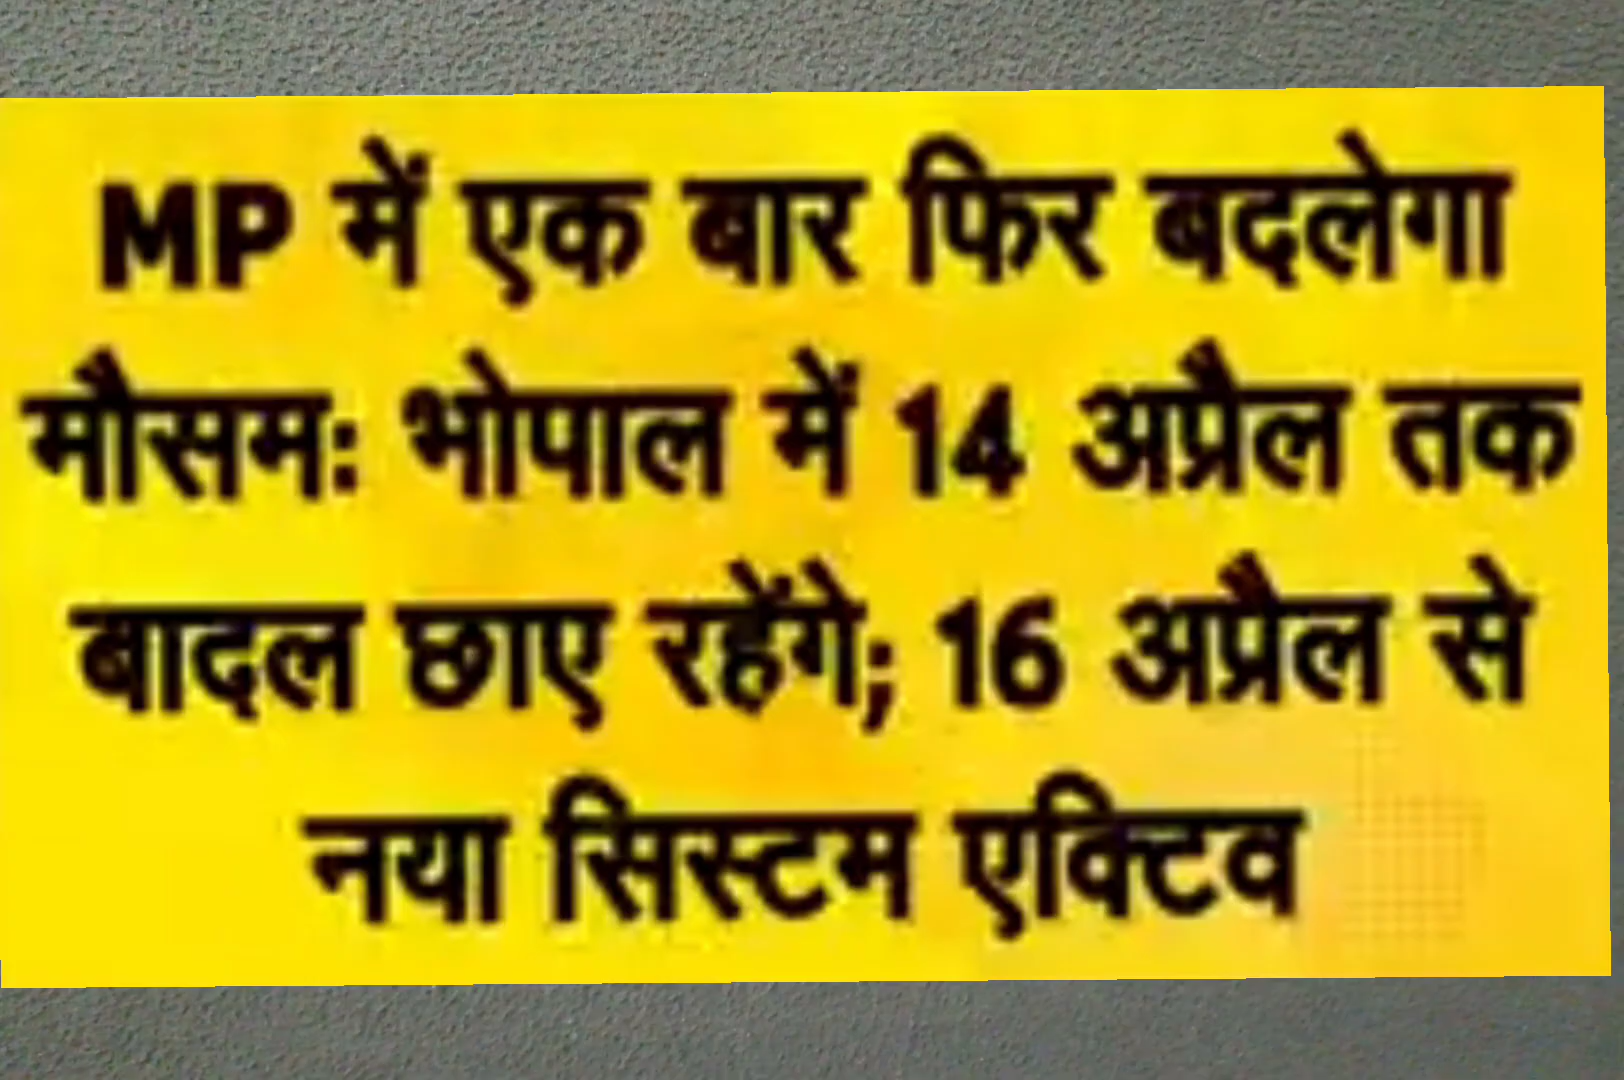 MP में एक बार फिर बदलेगा
मौसम: भोपाल में 14 अप्रैल तक
बादल छाए रहेंगे; 16 अप्रैल से
नया सिस्टम एक्टिव